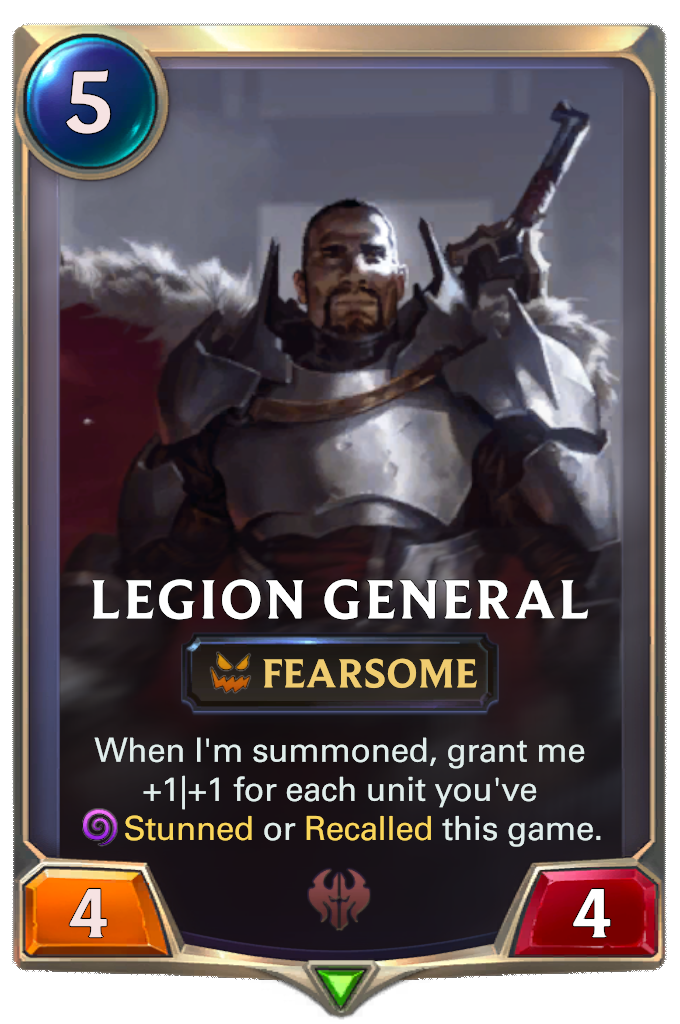 5
LEGION GENERAL
FEARSOME
When I'm summoned, grant me
+1|+1 for each unit you've
Stunned or Recalled this game.
4
4